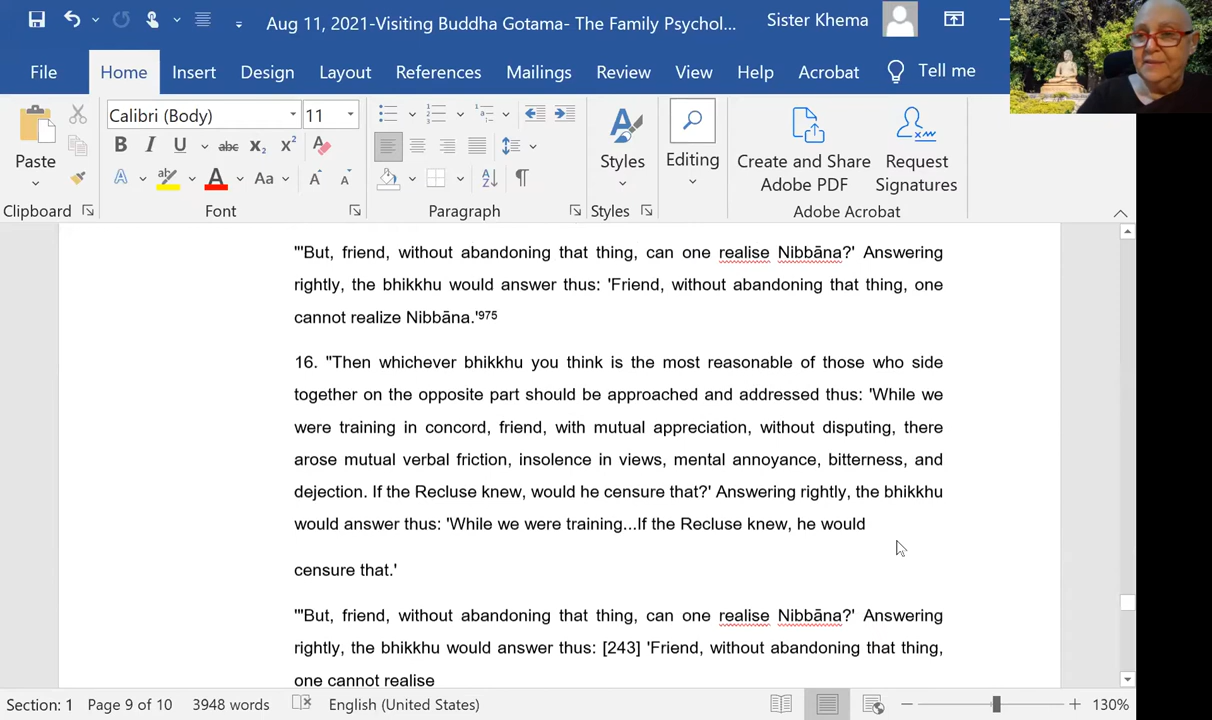 Aug 11, 2021-Visiting Buddha Gotama- The Family Psychol...
Sister Khema
File Home Insert Design Layout References Mailings Review View Help Acrobat Tell me
Calibri (Body) 11
Paste
Styles
Editing
Create and Share
Adobe PDF
Request
Signatures
Clipboard Font Paragraph Styles Adobe Acrobat
"'But, friend, without abandoning that thing, can one realise Nibbāna?' Answering
rightly, the bhikkhu would answer thus: 'Friend, without abandoning that thing, one
cannot realize Nibbāna.'975
16. "Then whichever bhikkhu you think is the most reasonable of those who side
together on the opposite part should be approached and addressed thus: 'While we
were training in concord, friend, with mutual appreciation, without disputing, there
arose mutual verbal friction, insolence in views, mental annoyance, bitterness, and
dejection. If the Recluse knew, would he censure that?' Answering rightly, the bhikkhu
would answer thus: 'While we were training...If the Recluse knew, he would
censure that.'
"'But, friend, without abandoning that thing, can one realise Nibbāna?' Answering
rightly, the bhikkhu would answer thus: [243] 'Friend, without abandoning that thing,
one cannot realise
Section: 1 Page 9 of 10 3948 words English (United States) 130%